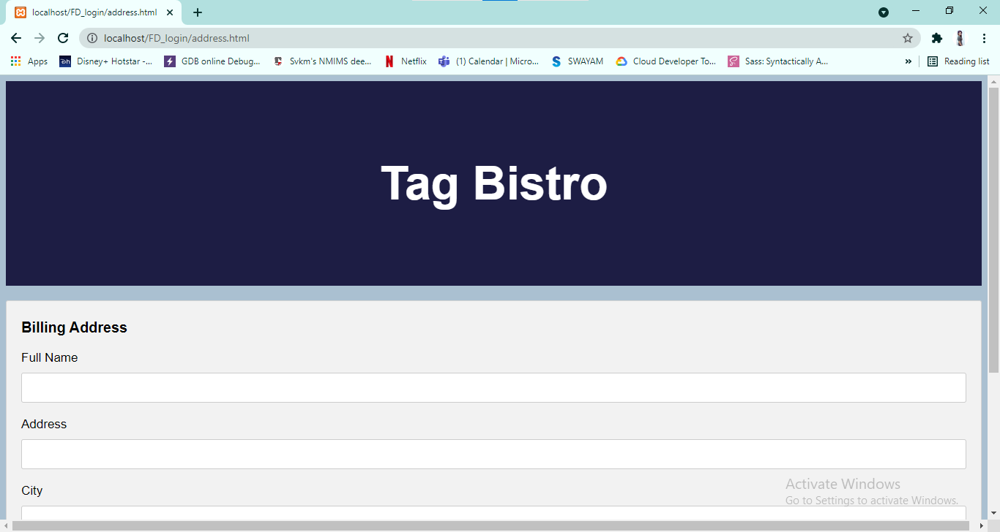 localhost/FD_login/address.html
localhost/FD_login/address.html
Apps Disney+ Hotstar -... GDB online Debug... Svkm's NMIMS dee... Netflix (1) Calendar | Micro... SWAYAM Cloud Developer To... Sass: Syntactically A... » Reading list
Tag Bistro
Billing Address
Full Name
Address
City
Activate Windows
Go to Settings to activate Windows.